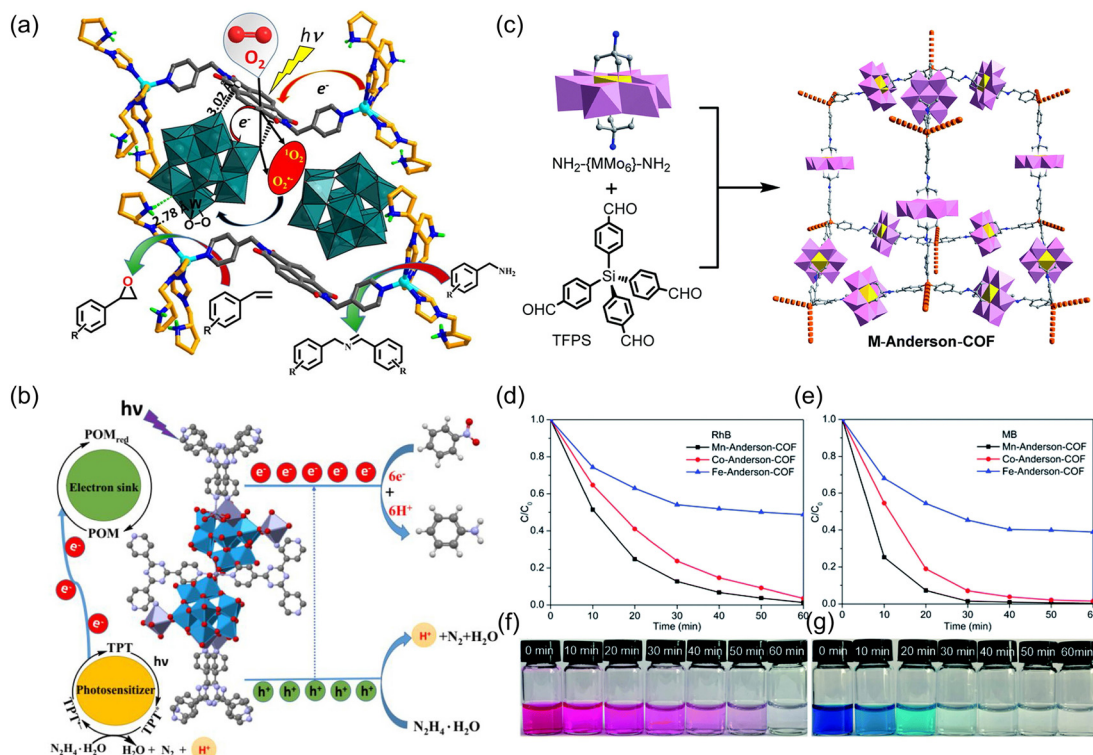 (a)
O₂
hν
e⁻
3.02 Å
e⁻
¹O₂
O₂•⁻
2.78 Å
W
O–O
O
R
R
NH₂
R
N
R
R
(b)
hν
POMred
Electron sink
POM
e⁻
e⁻
e⁻
TPT
hν
Photosensitizer
TPT
N₂H₄·H₂O
H₂O + N₂ + H⁺
e⁻ e⁻ e⁻ e⁻ e⁻
6e⁻
+
6H⁺
H⁺ +N₂+H₂O
h⁺ h⁺ h⁺ h⁺ h⁺
N₂H₄·H₂O
(c)
NH₂-{MMo₆}-NH₂
+
CHO
Si
OHC
CHO
CHO
TFPS
M-Anderson-COF
(d)
RhB
Mn-Anderson-COF
Co-Anderson-COF
Fe-Anderson-COF
C/C₀
1.0
0.8
0.6
0.4
0.2
0.0
0 10 20 30 40 50 60
Time (min)
(e)
MB
Mn-Anderson-COF
Co-Anderson-COF
Fe-Anderson-COF
C/C₀
1.0
0.8
0.6
0.4
0.2
0.0
0 10 20 30 40 50 60
Time (min)
(f)
0 min 10 min 20 min 30 min 40 min 50 min 60 min
(g)
0 min 10 min 20 min 30 min 40 min 50 min 60min